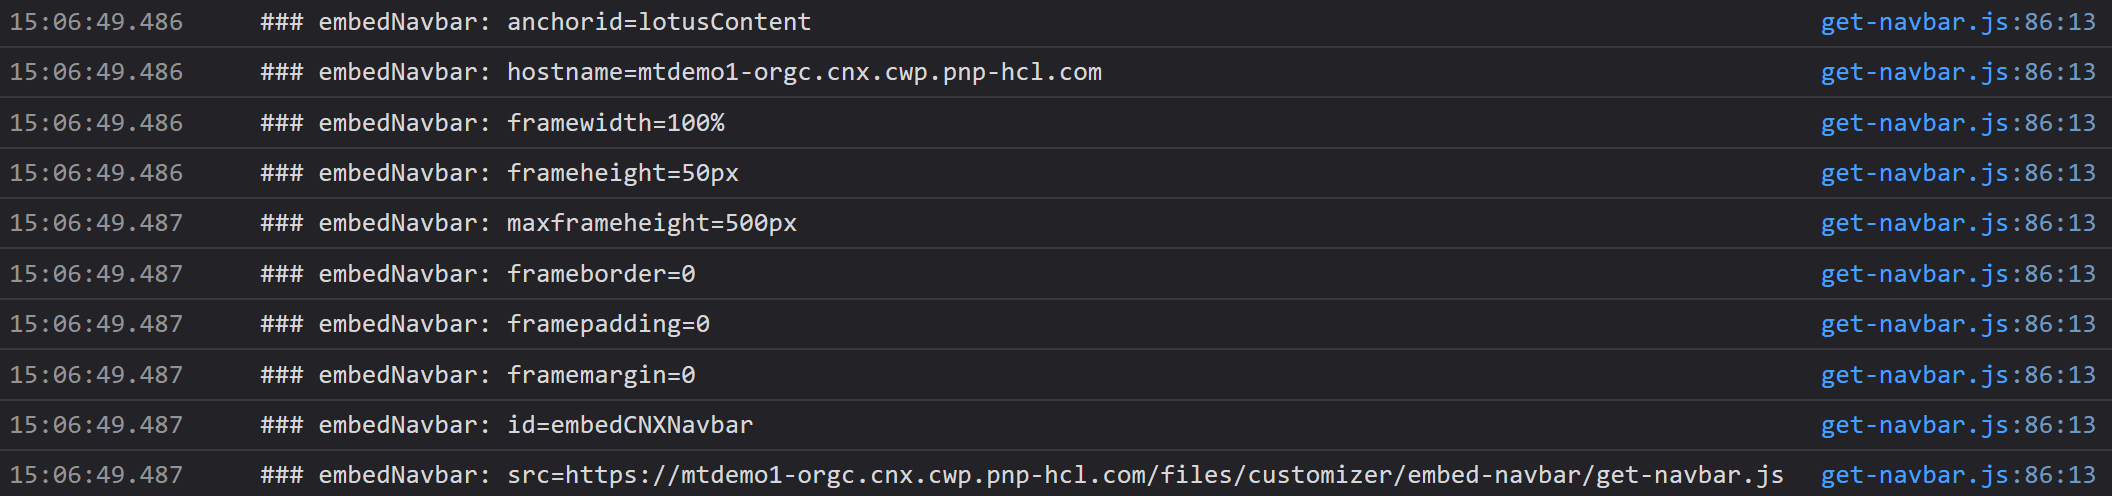 15:06:49.486 ### embedNavbar: anchorid=lotusContent get-navbar.js:86:13
15:06:49.486 ### embedNavbar: hostname=mtdemo1-orgc.cnx.cwp.pnp-hcl.com get-navbar.js:86:13
15:06:49.486 ### embedNavbar: framewidth=100% get-navbar.js:86:13
15:06:49.486 ### embedNavbar: frameheight=50px get-navbar.js:86:13
15:06:49.487 ### embedNavbar: maxframeheight=500px get-navbar.js:86:13
15:06:49.487 ### embedNavbar: frameborder=0 get-navbar.js:86:13
15:06:49.487 ### embedNavbar: framepadding=0 get-navbar.js:86:13
15:06:49.487 ### embedNavbar: framemargin=0 get-navbar.js:86:13
15:06:49.487 ### embedNavbar: id=embedCNXNavbar get-navbar.js:86:13
15:06:49.487 ### embedNavbar: src=https://mtdemo1-orgc.cnx.cwp.pnp-hcl.com/files/customizer/embed-navbar/get-navbar.js get-navbar.js:86:13